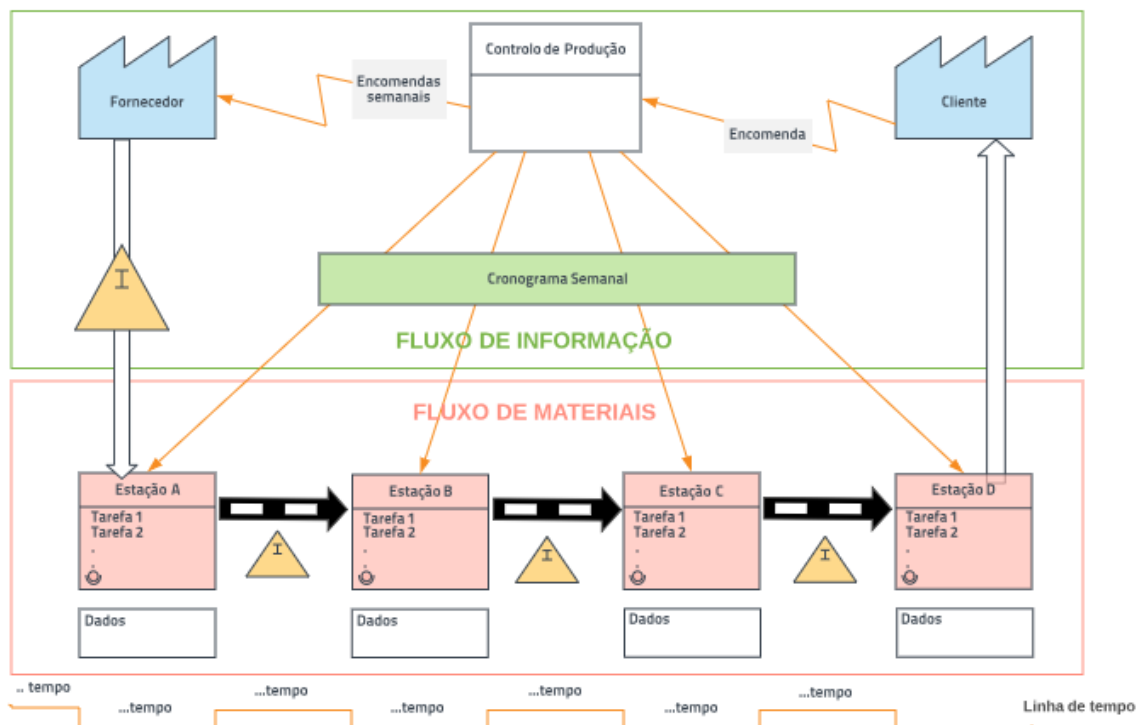 Controlo de Produção
Fornecedor
Encomendas
semanais
Cliente
Encomenda
I
Cronograma Semanal
FLUXO DE INFORMAÇÃO
FLUXO DE MATERIAIS
Estação A
Tarefa 1
Tarefa 2
.
.
I
Estação B
Tarefa 1
Tarefa 2
.
.
I
Estação C
Tarefa 1
Tarefa 2
.
.
I
Estação D
Tarefa 1
Tarefa 2
.
.
Dados
Dados
Dados
Dados
.. tempo
...tempo
...tempo
...tempo
...tempo
...tempo
...tempo
Linha de tempo